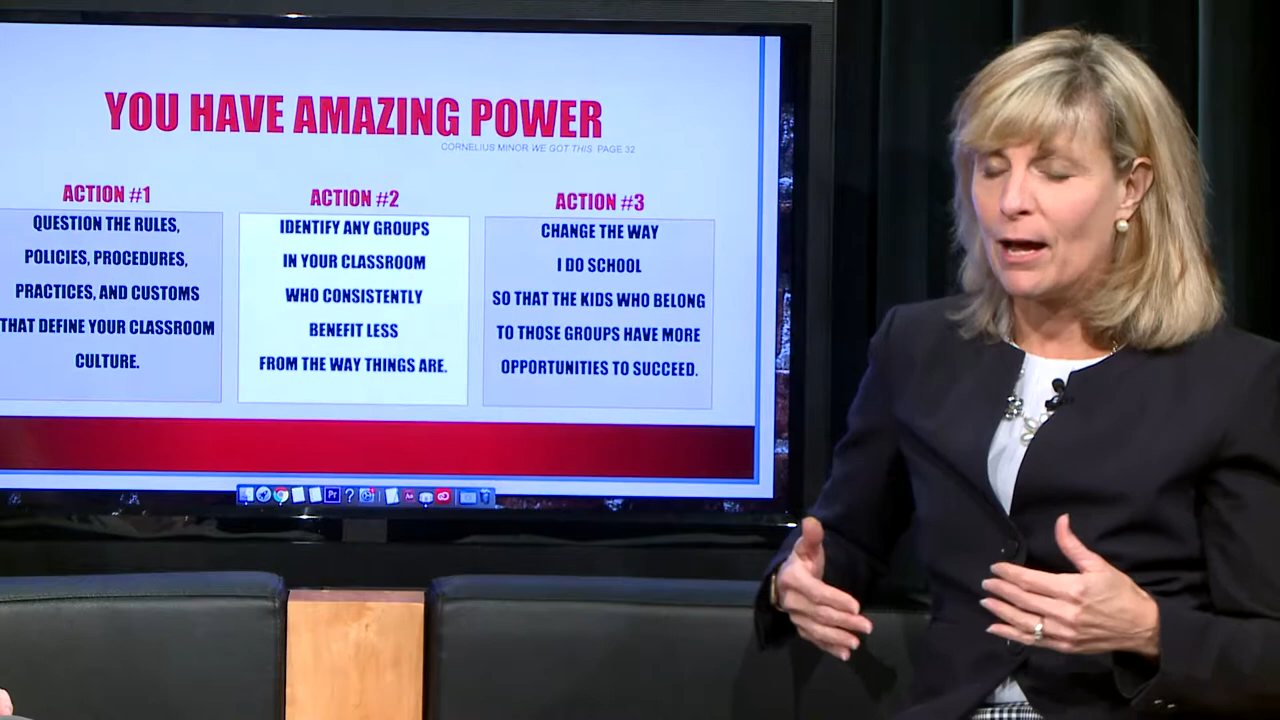 YOU HAVE AMAZING POWER
CORNELIUS MINOR WE GOT THIS PAGE 32
ACTION #1
QUESTION THE RULES,
POLICIES, PROCEDURES,
PRACTICES, AND CUSTOMS
THAT DEFINE YOUR CLASSROOM
CULTURE.
ACTION #2
IDENTIFY ANY GROUPS
IN YOUR CLASSROOM
WHO CONSISTENTLY
BENEFIT LESS
FROM THE WAY THINGS ARE.
ACTION #3
CHANGE THE WAY
I DO SCHOOL
SO THAT THE KIDS WHO BELONG
TO THOSE GROUPS HAVE MORE
OPPORTUNITIES TO SUCCEED.
Pr
?